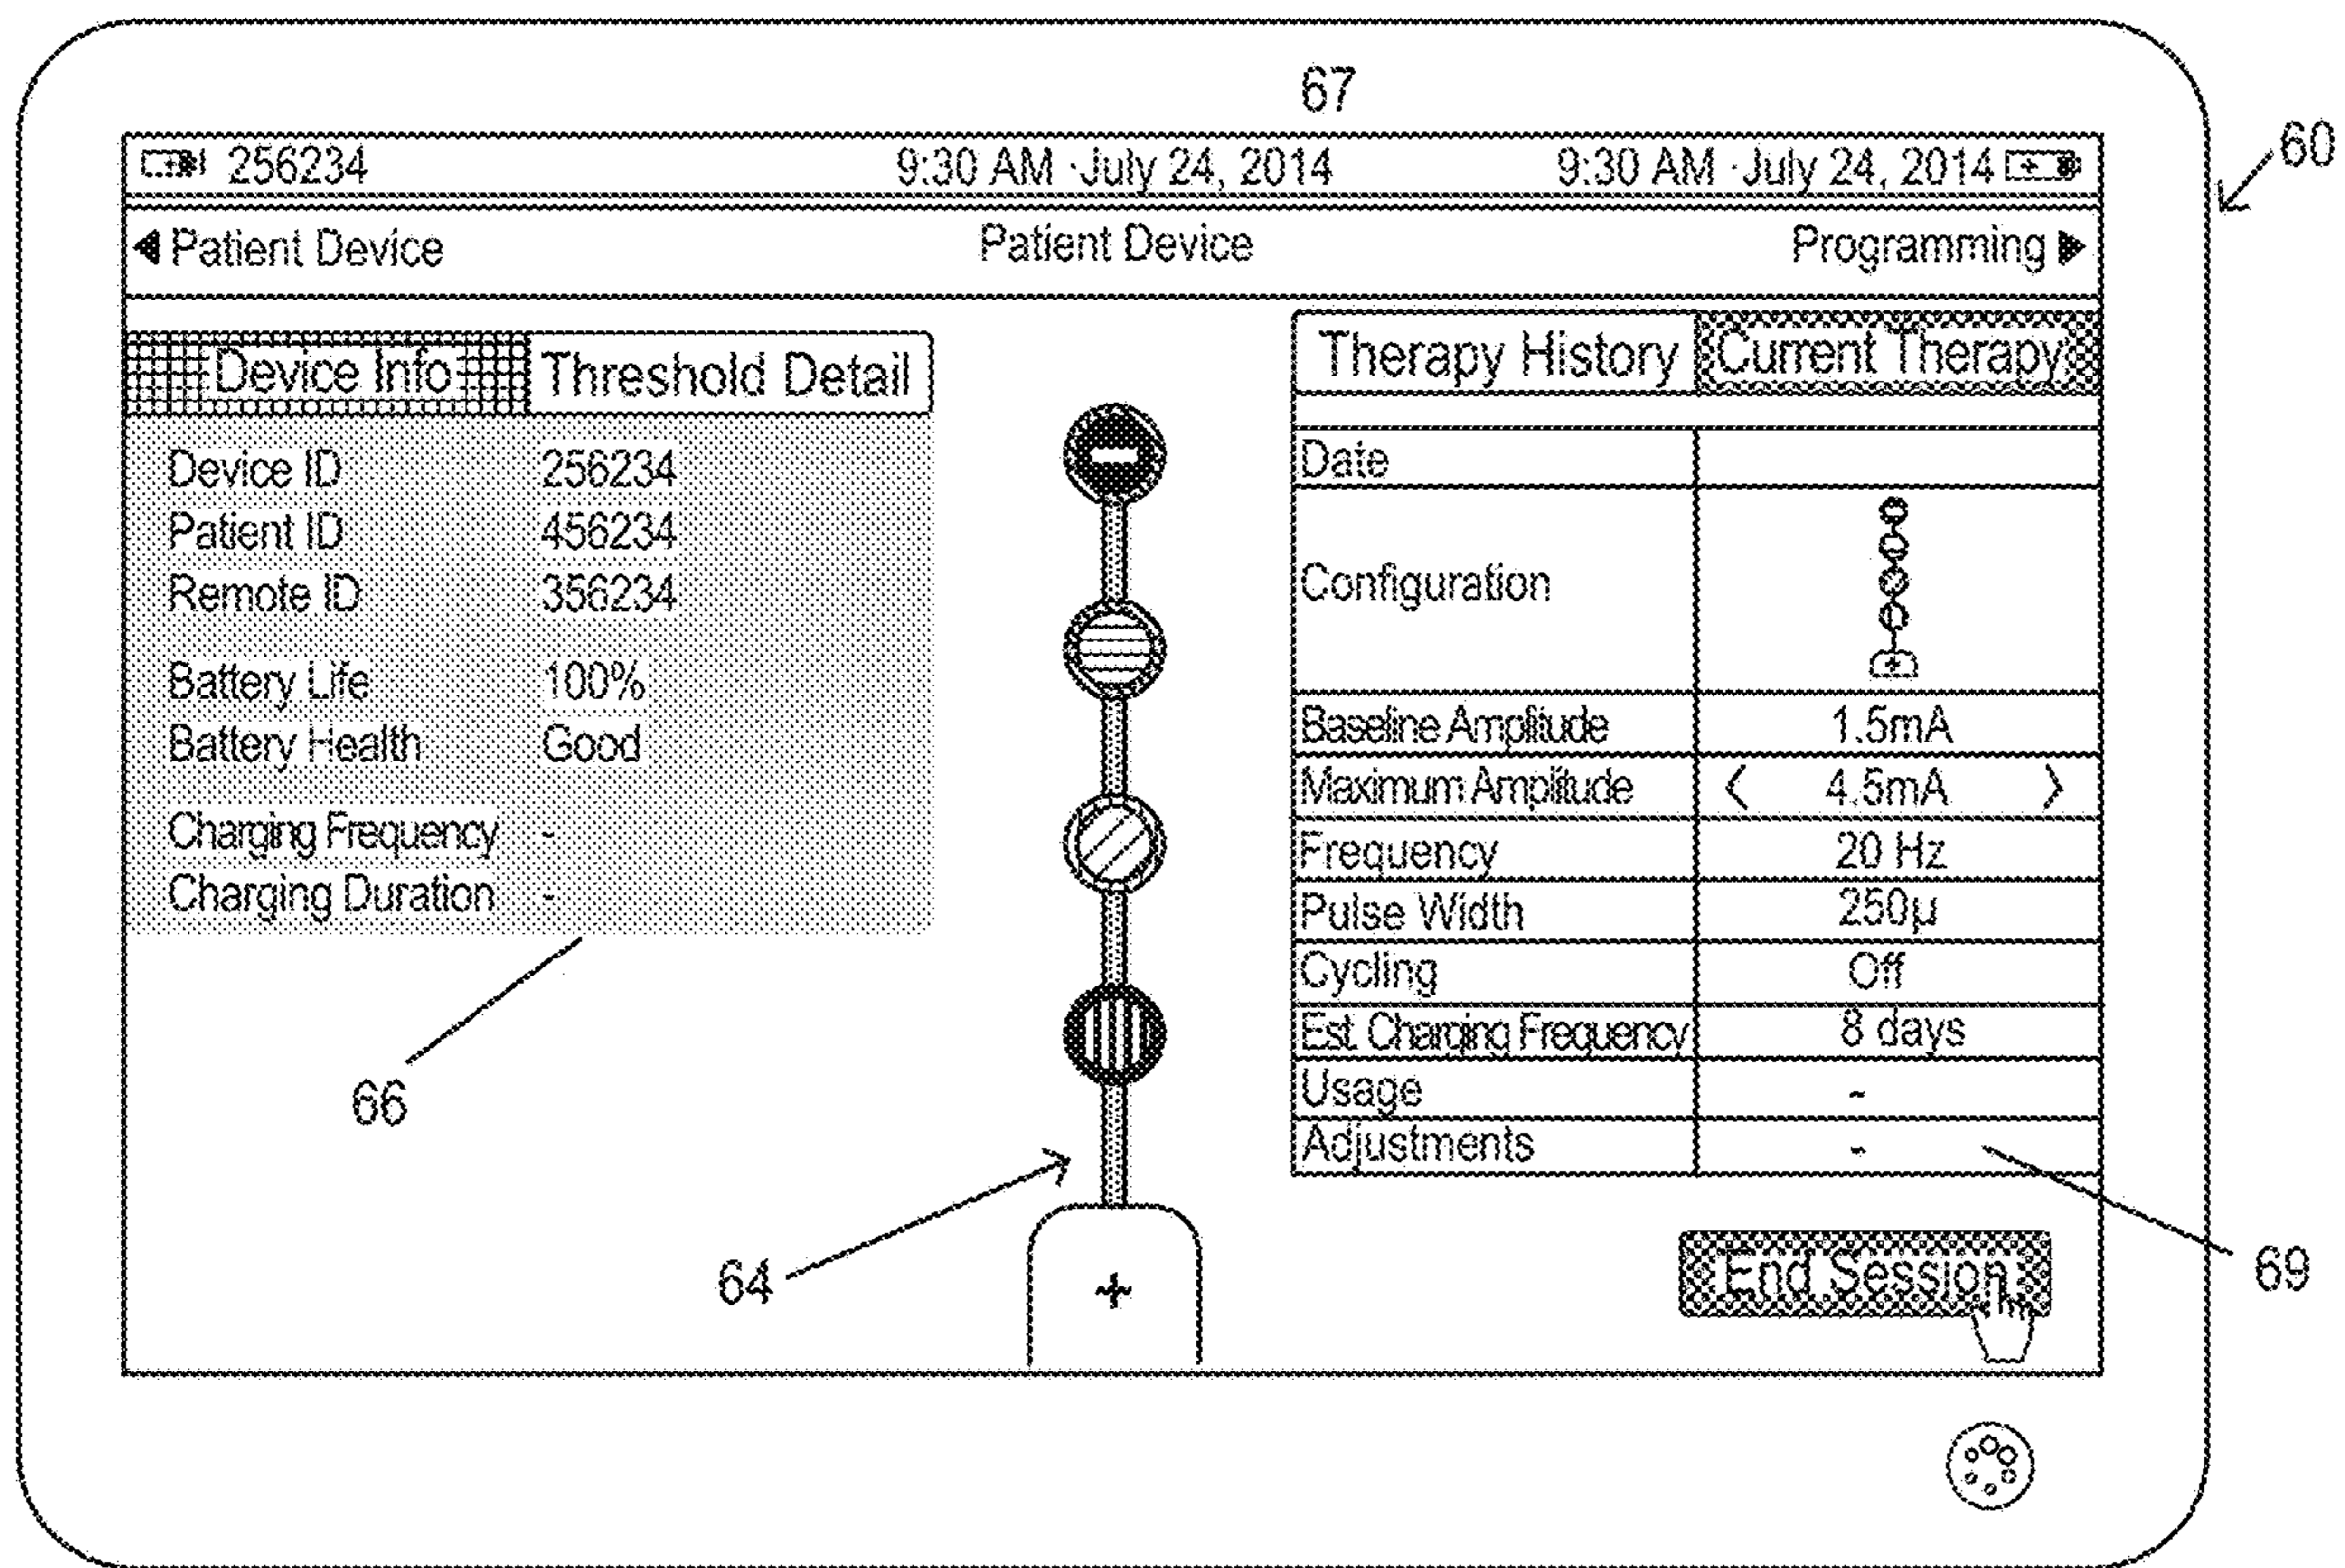 67
60
256234 9:30 AM · July 24, 2014 9:30 AM · July 24, 2014
Patient Device Patient Device Programming
Device Info Threshold Detail
Device ID 256234
Patient ID 456234
Remote ID 356234
Battery Life 100%
Battery Health Good
Charging Frequency -
Charging Duration -
66
64
+
Therapy History Current Therapy
Date
Configuration
+
Baseline Amplitude 1.5mA
Maximum Amplitude < 4.5mA >
Frequency 20 Hz
Pulse Width 250µ
Cycling Off
Est. Charging Frequency 8 days
Usage -
Adjustments -
69
End Session